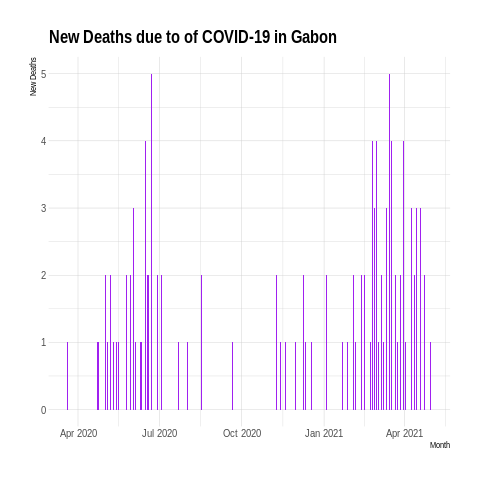 New Deaths due to of COVID-19 in Gabon
New Deaths
5
4
3
2
1
0
Apr 2020 Jul 2020 Oct 2020 Jan 2021 Apr 2021
Month